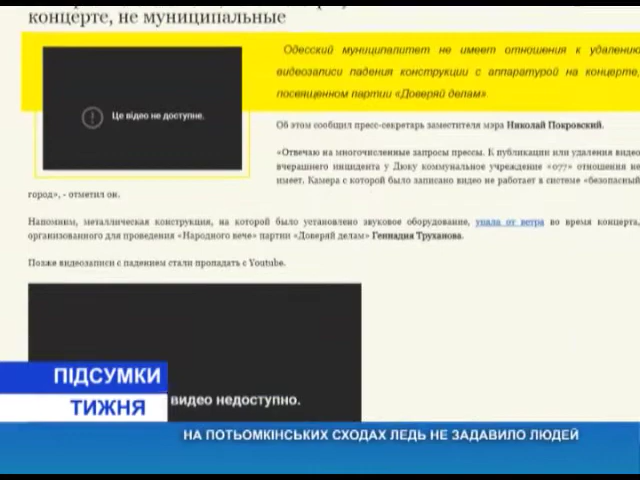 концерте, не муниципальные
Одесский муниципалитет не имеет отношения к удалению
видеозаписи падения конструкции с аппаратурой на концерте,
посвященном партии «Доверяй делам».
Це відео не доступне.
Об этом сообщил пресс-секретарь заместителя мэра Николай Покровский.
«Отвечаю на многочисленные запросы прессы. К публикации или удалению видео
вчерашнего инцидента у Дюку коммунальное учреждение «077» отношения не
имеет. Камера с которой было записано видео не работает в системе «безопасный
город», - отметил он.
Напомним, металлическая конструкция, на которой было установлено звуковое оборудование, упала от ветра во время концерта,
организованного для проведения «Народного вече» партии «Доверяй делам» Геннадия Труханова.
Позже видеозаписи с падением стали пропадать с Youtube.
видео недоступно.
ПІДСУМКИ
ТИЖНЯ
НА ПОТЬОМКІНСЬКИХ СХОДАХ ЛЕДЬ НЕ ЗАДАВИЛО ЛЮДЕЙ